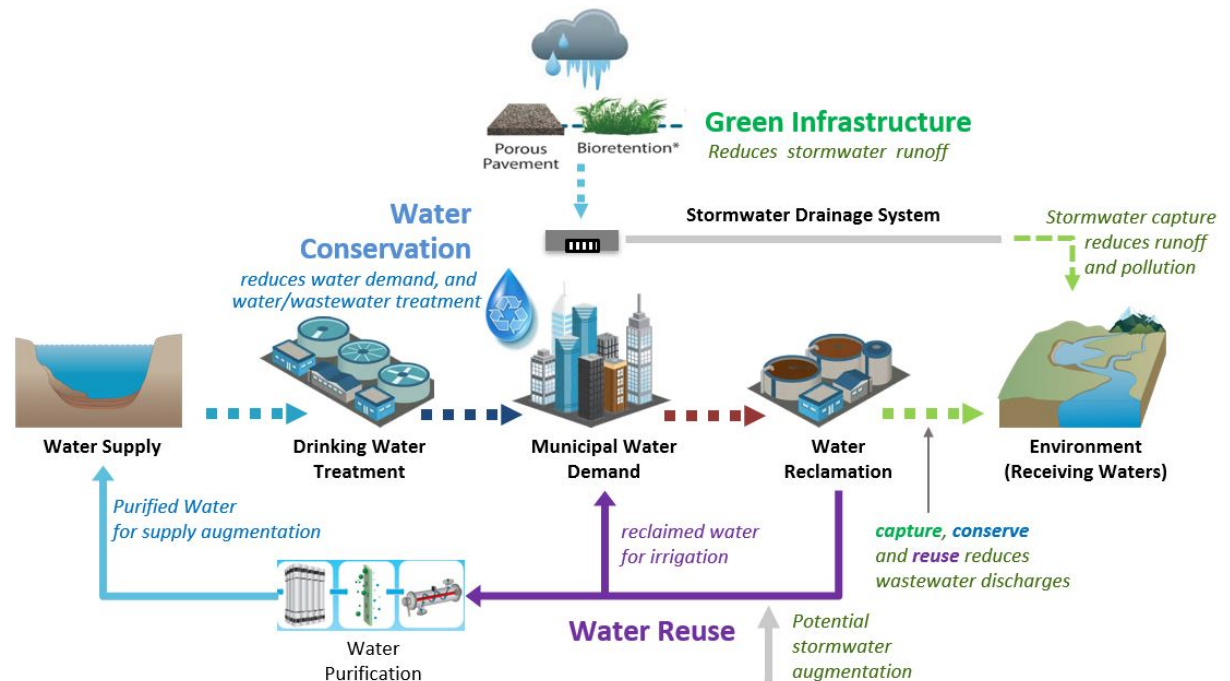 Porous
Pavement
Bioretention*
Green Infrastructure
Reduces stormwater runoff
Water
Conservation
reduces water demand, and
water/wastewater treatment
Stormwater Drainage System
Stormwater capture
reduces runoff
and pollution
Water Supply
Drinking Water
Treatment
Municipal Water
Demand
Water
Reclamation
Environment
(Receiving Waters)
Purified Water
for supply augmentation
reclaimed water
for irrigation
capture, conserve
and reuse reduces
wastewater discharges
Water Reuse
Water
Purification
Potential
stormwater
augmentation